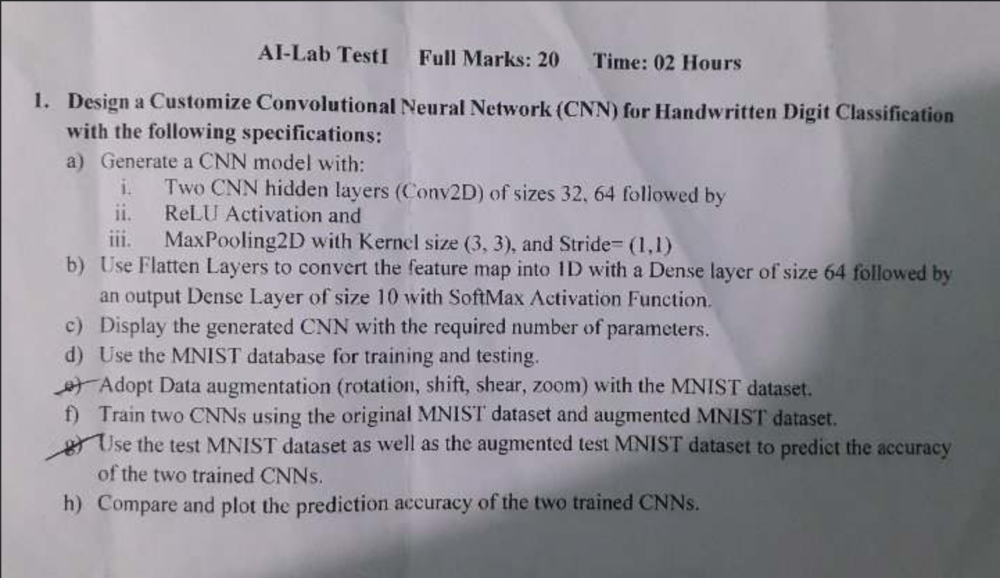 AI-Lab Test1 Full Marks: 20 Time: 02 Hours
1. Design a Customize Convolutional Neural Network (CNN) for Handwritten Digit Classification
with the following specifications:
a) Generate a CNN model with:
i. Two CNN hidden layers (Conv2D) of sizes 32, 64 followed by
ii. ReLU Activation and
iii. MaxPooling2D with Kernel size (3, 3), and Stride= (1,1)
b) Use Flatten Layers to convert the feature map into 1D with a Dense layer of size 64 followed by
an output Dense Layer of size 10 with SoftMax Activation Function.
c) Display the generated CNN with the required number of parameters.
d) Use the MNIST database for training and testing.
e) Adopt Data augmentation (rotation, shift, shear, zoom) with the MNIST dataset.
f) Train two CNNs using the original MNIST dataset and augmented MNIST dataset.
g) Use the test MNIST dataset as well as the augmented test MNIST dataset to predict the accuracy
of the two trained CNNs.
h) Compare and plot the prediction accuracy of the two trained CNNs.